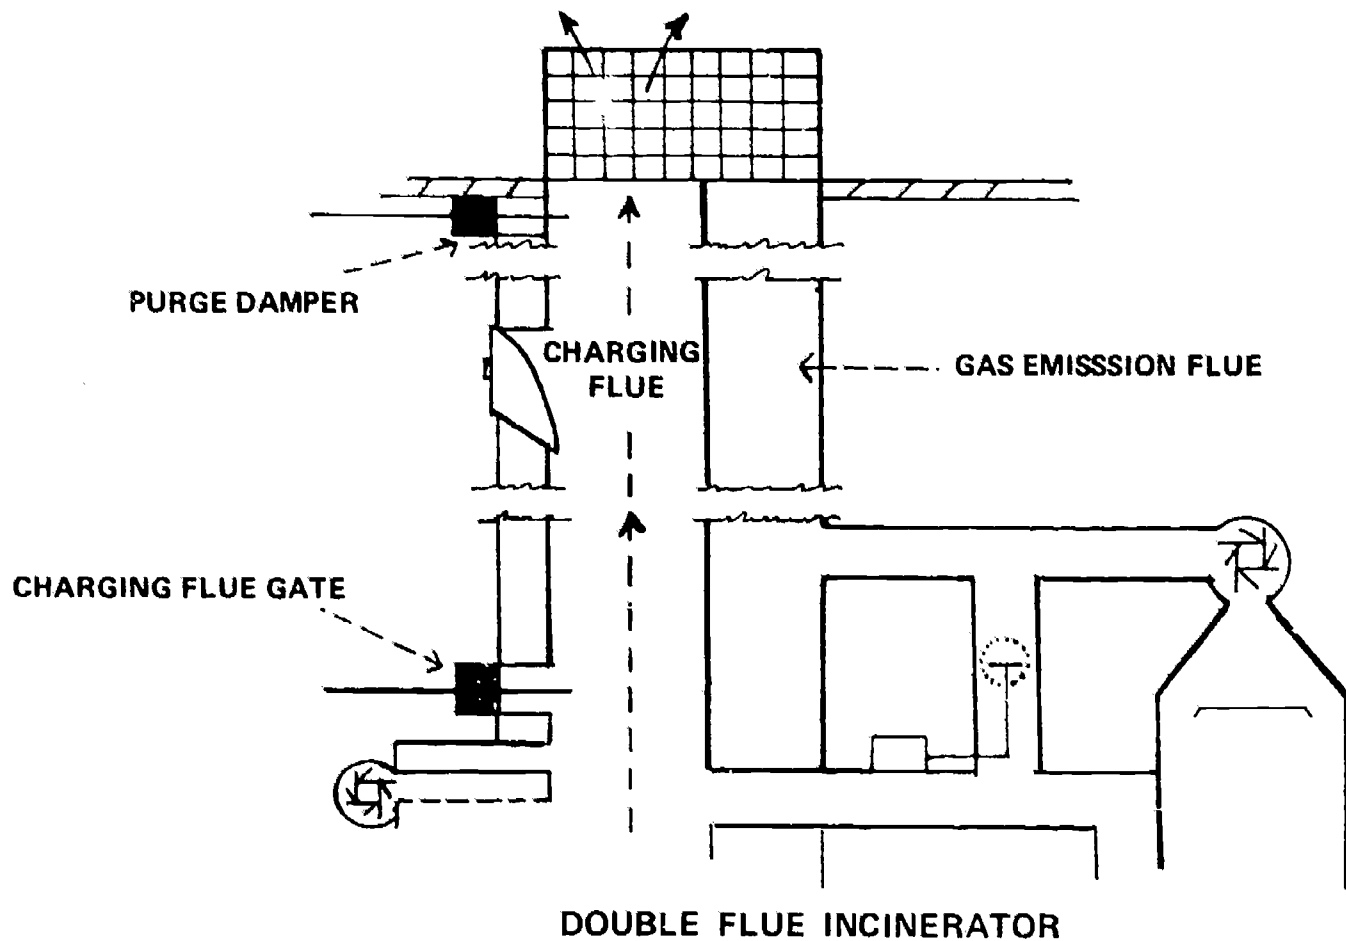 PURGE DAMPER
CHARGING
FLUE
GAS EMISSSION FLUE
CHARGING FLUE GATE
DOUBLE FLUE INCINERATOR